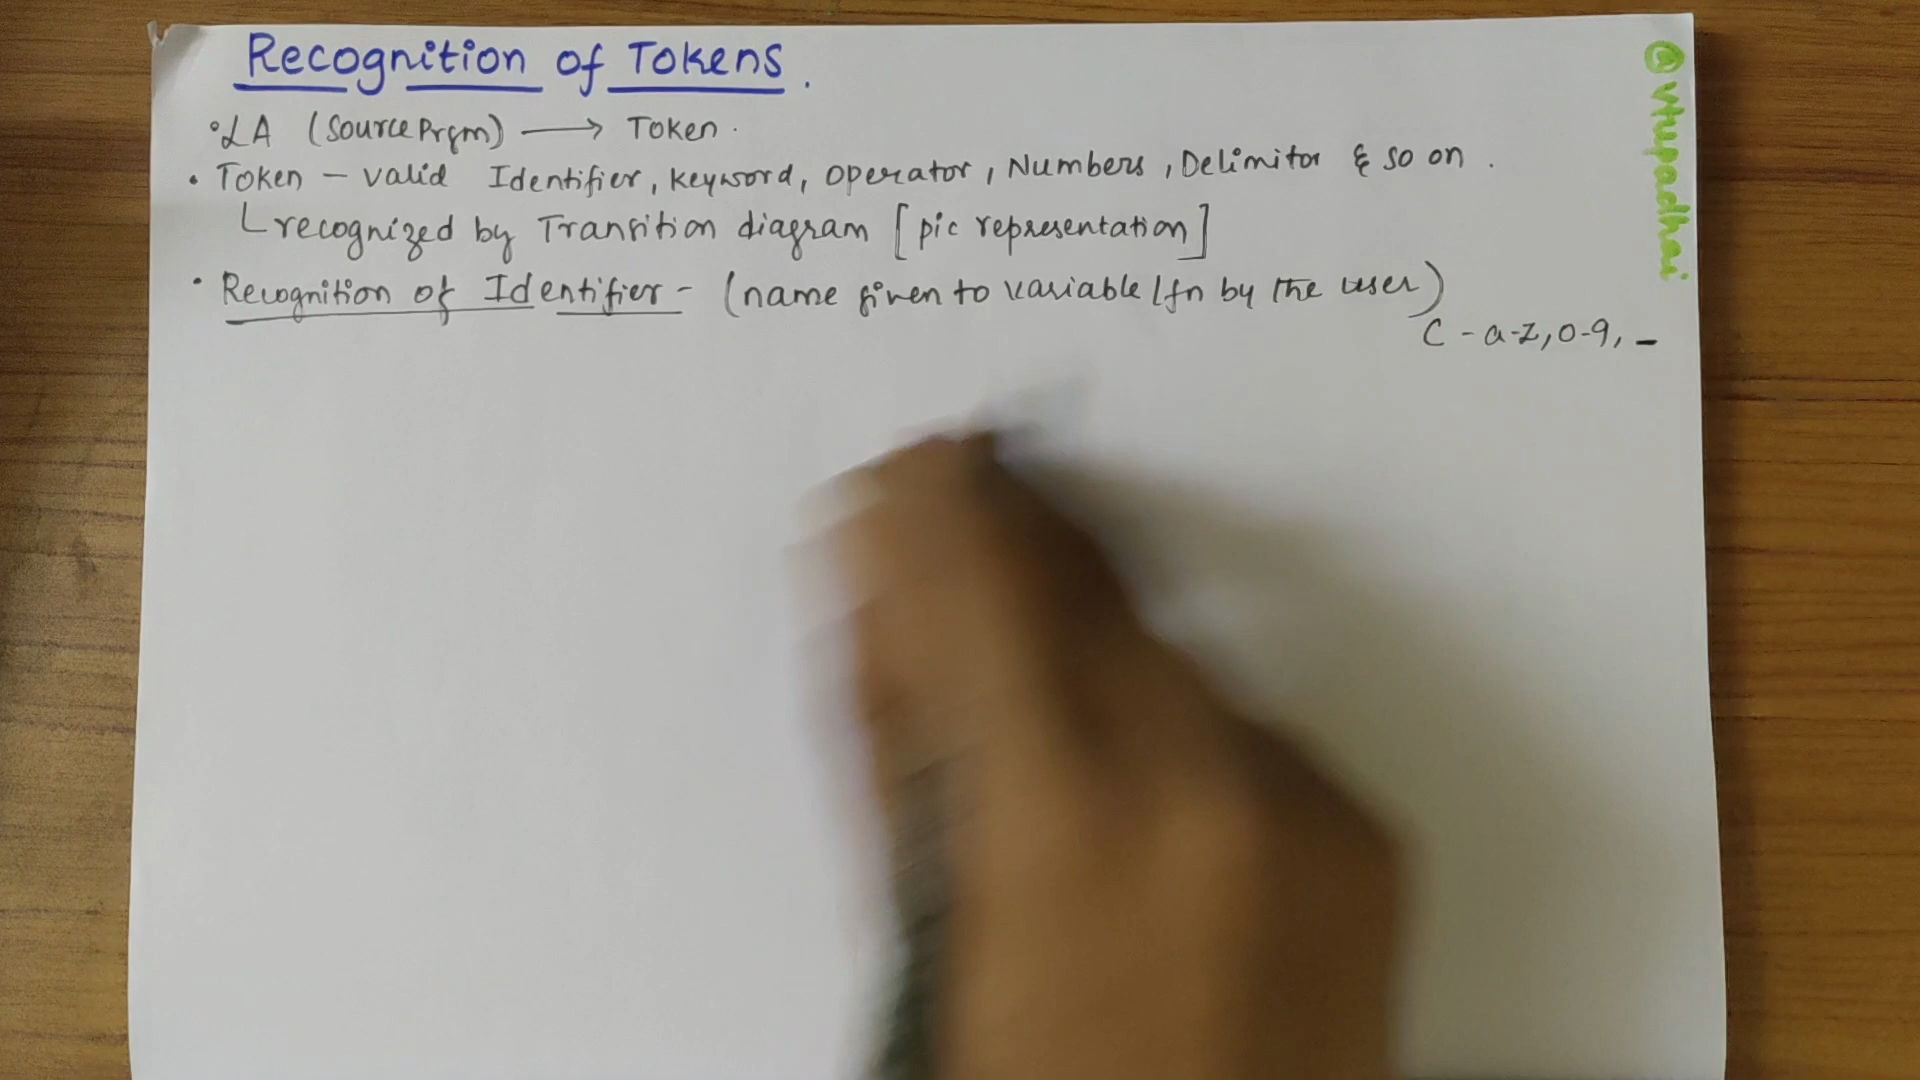 Recognition of Tokens.
• LA (Source Prgm) → Token.
• Token – valid Identifier, keyword, operator, Numbers, Delimitor & so on.
└ recognized by Transition diagram [pic representation]
• Recognition of Identifier – (name given to variable/fn by the user)
C – a-z, 0-9, _
@vtupadhai